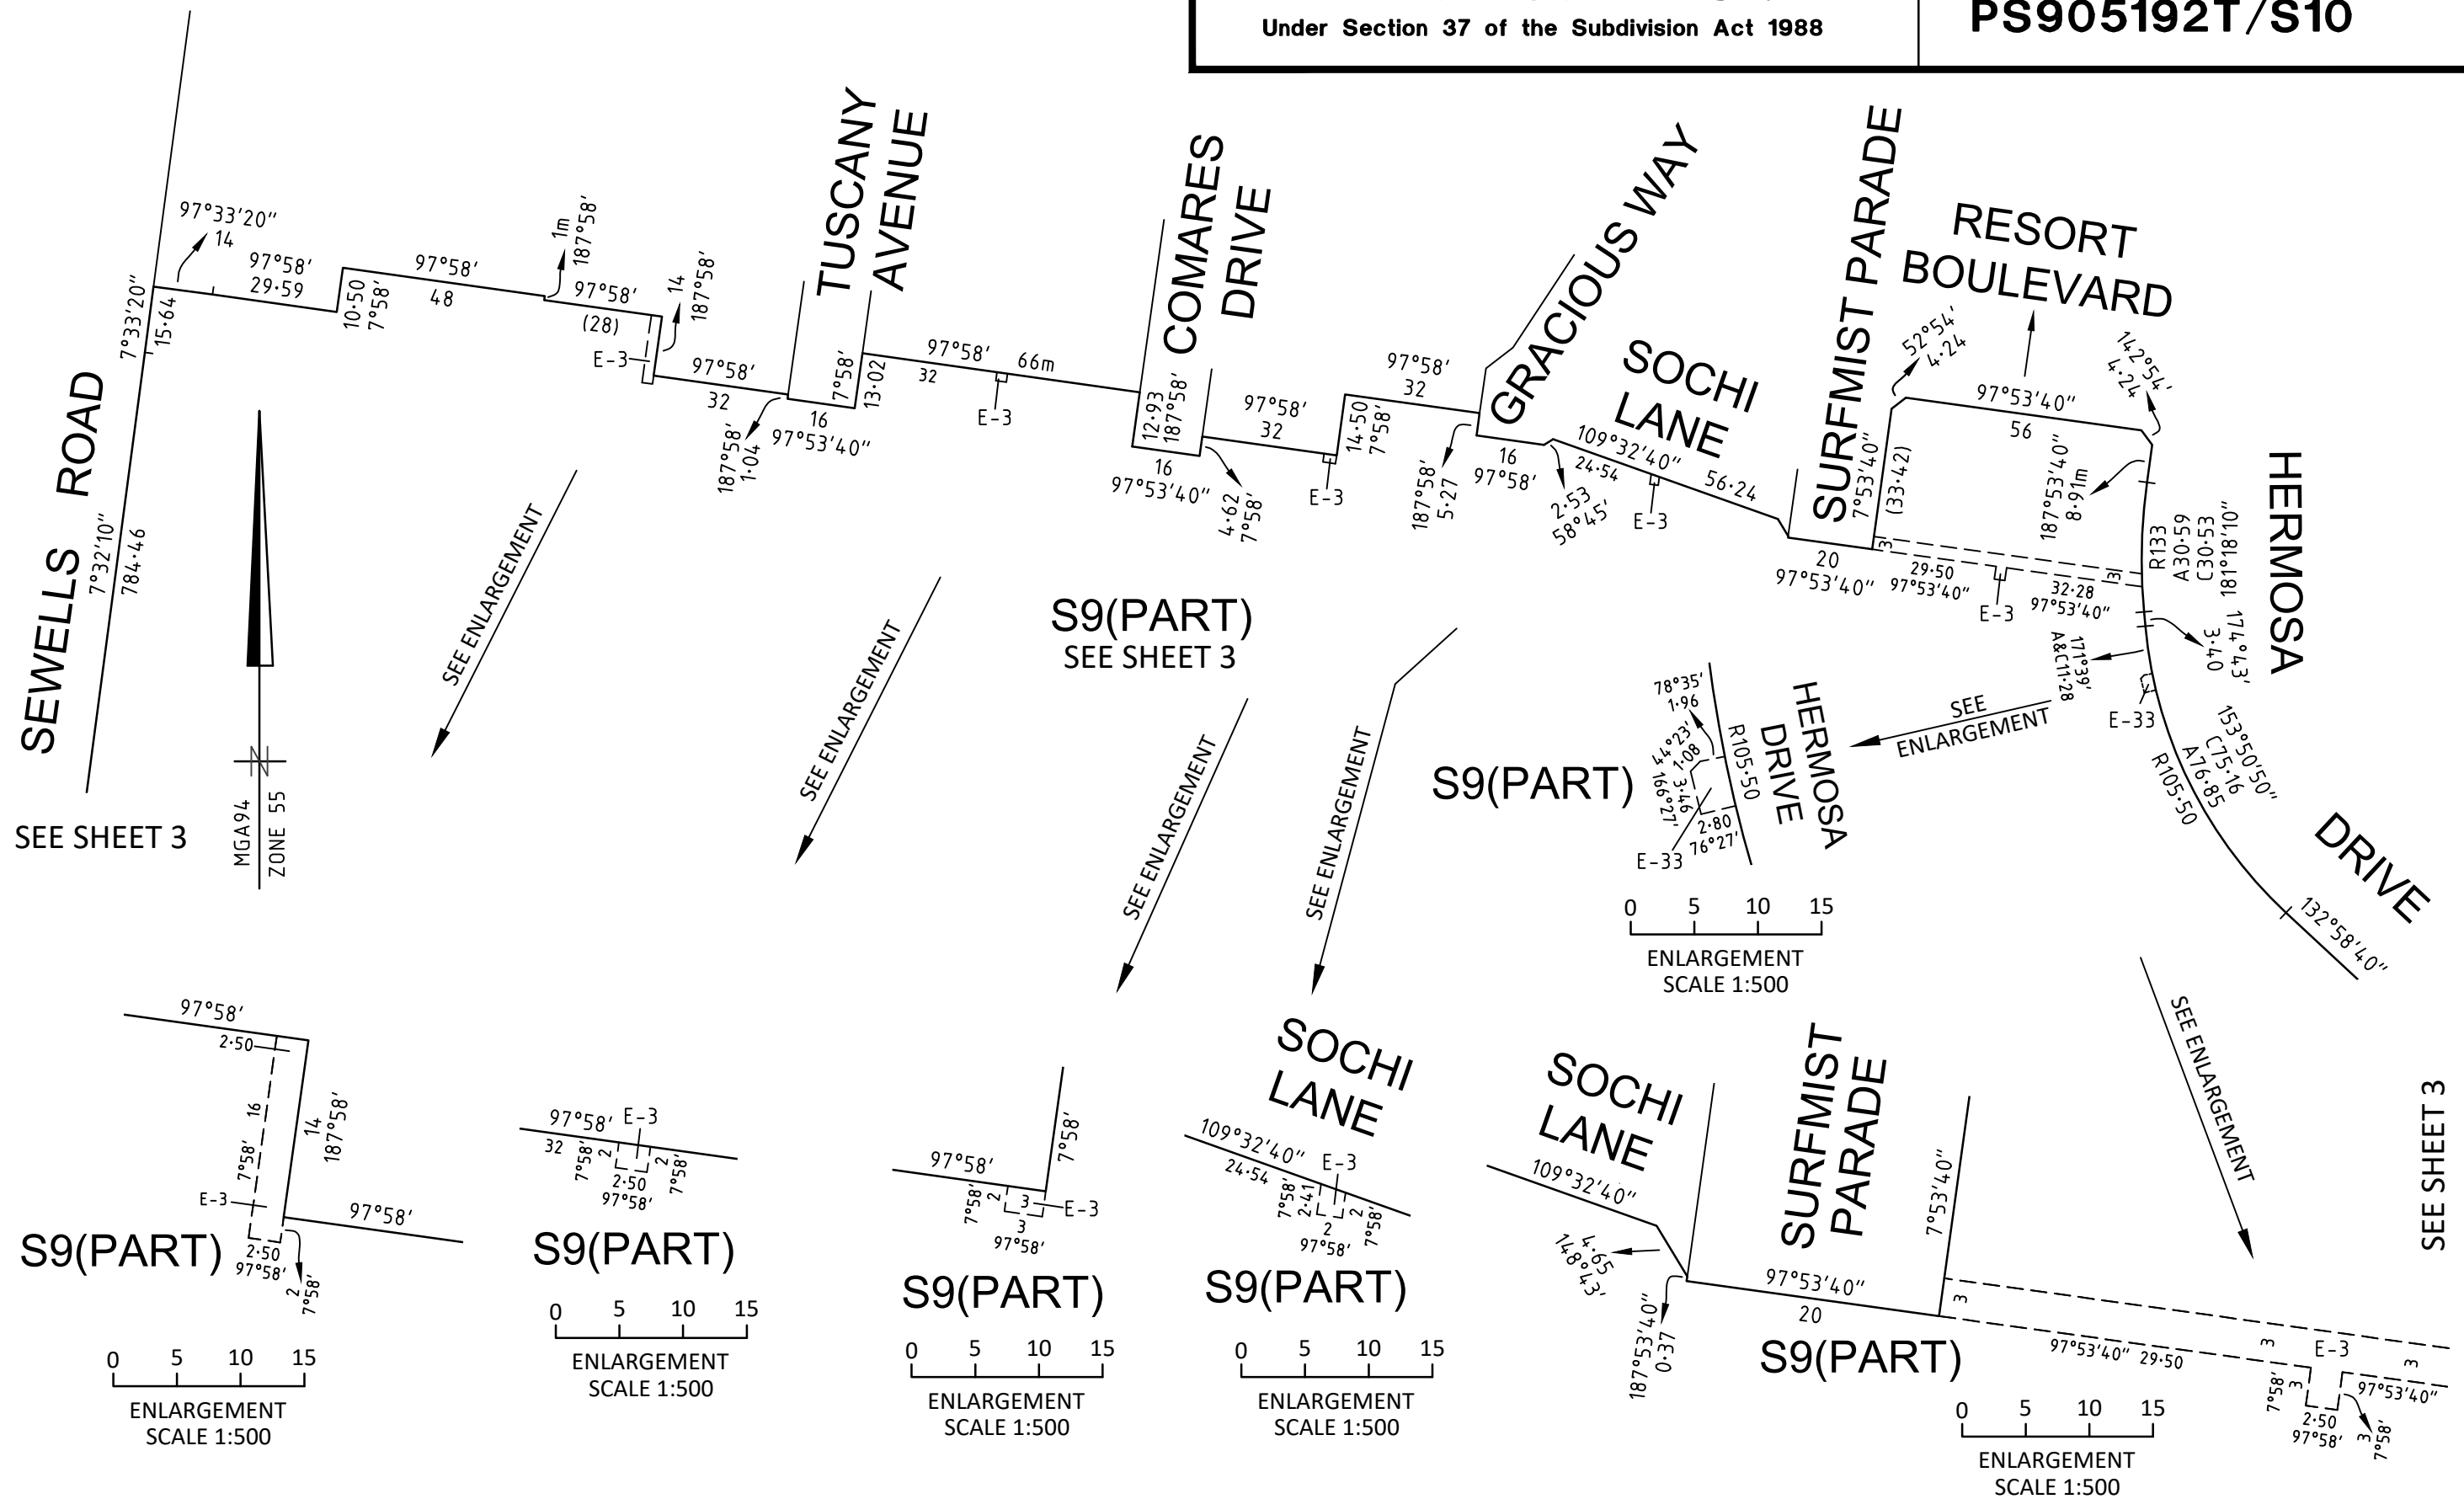 Under Section 37 of the Subdivision Act 1988
PS905192T/S10
SEWELLS ROAD
97°33'20"
14
7°33'20"
15·64
97°58'
29·59
10·50
7°58'
97°58'
48
1m
187°58'
97°58'
(28)
14
187°58'
E-3
97°58'
32
187°58'
1·04
TUSCANY
AVENUE
16
97°53'40"
7°58'
13·02
97°58'
32
66m
E-3
COMARES
DRIVE
12·93
187°58'
16
97°53'40"
4·62
7°58'
97°58'
32
E-3
14·50
7°58'
97°58'
32
GRACIOUS WAY
187°58'
5·27
16
97°58'
2·53
58°45'
SOCHI
LANE
109°32'40"
24·54
56·24
E-3
SURFMIST PARADE
20
97°53'40"
7°53'40"
(33·42)
RESORT
BOULEVARD
52°54'
4·24
97°53'40"
56
142°54'
4·24
187°53'40"
8·91m
3
29·50
97°53'40"
E-3
32·28
97°53'40"
3
R133
A30·59
C30·53
181°18'10"
HERMOSA
174°43'
3·40
171°39'
A&C11·28
E-33
153°50'50"
C75·16
A76·85
R105·50
DRIVE
132°58'40"
7°32'10"
784·46
SEE SHEET 3
MGA94
ZONE 55
N
SEE ENLARGEMENT
SEE ENLARGEMENT
S9(PART)
SEE SHEET 3
SEE ENLARGEMENT
SEE ENLARGEMENT
SEE
ENLARGEMENT
S9(PART)
78°35'
1·96
44°23'
1·08
3·46
166°27'
2·80
76°27'
E-33
R105·50
HERMOSA
DRIVE
0 5 10 15
ENLARGEMENT
SCALE 1:500
SEE ENLARGEMENT
SEE SHEET 3
97°58'
2·50
16
7°58'
14
187°58'
E-3
97°58'
S9(PART)
2·50
97°58'
2
7°58'
0 5 10 15
ENLARGEMENT
SCALE 1:500
97°58'
E-3
32
7°58'
2
2
7°58'
2·50
97°58'
S9(PART)
0 5 10 15
ENLARGEMENT
SCALE 1:500
97°58'
7°58'
7°58'
2
3
E-3
3
97°58'
S9(PART)
0 5 10 15
ENLARGEMENT
SCALE 1:500
SOCHI
LANE
109°32'40"
24·54
E-3
7°58'
2·41
2
7°58'
2
97°58'
S9(PART)
0 5 10 15
ENLARGEMENT
SCALE 1:500
SOCHI
LANE
109°32'40"
4·65
148°43'
187°53'40"
0·37
SURFMIST
PARADE
97°53'40"
20
7°53'40"
S9(PART)
3
97°53'40" 29·50
3
E-3
3
7°58'
3
97°53'40"
2·50
97°58'
3
7°58'
0 5 10 15
ENLARGEMENT
SCALE 1:500